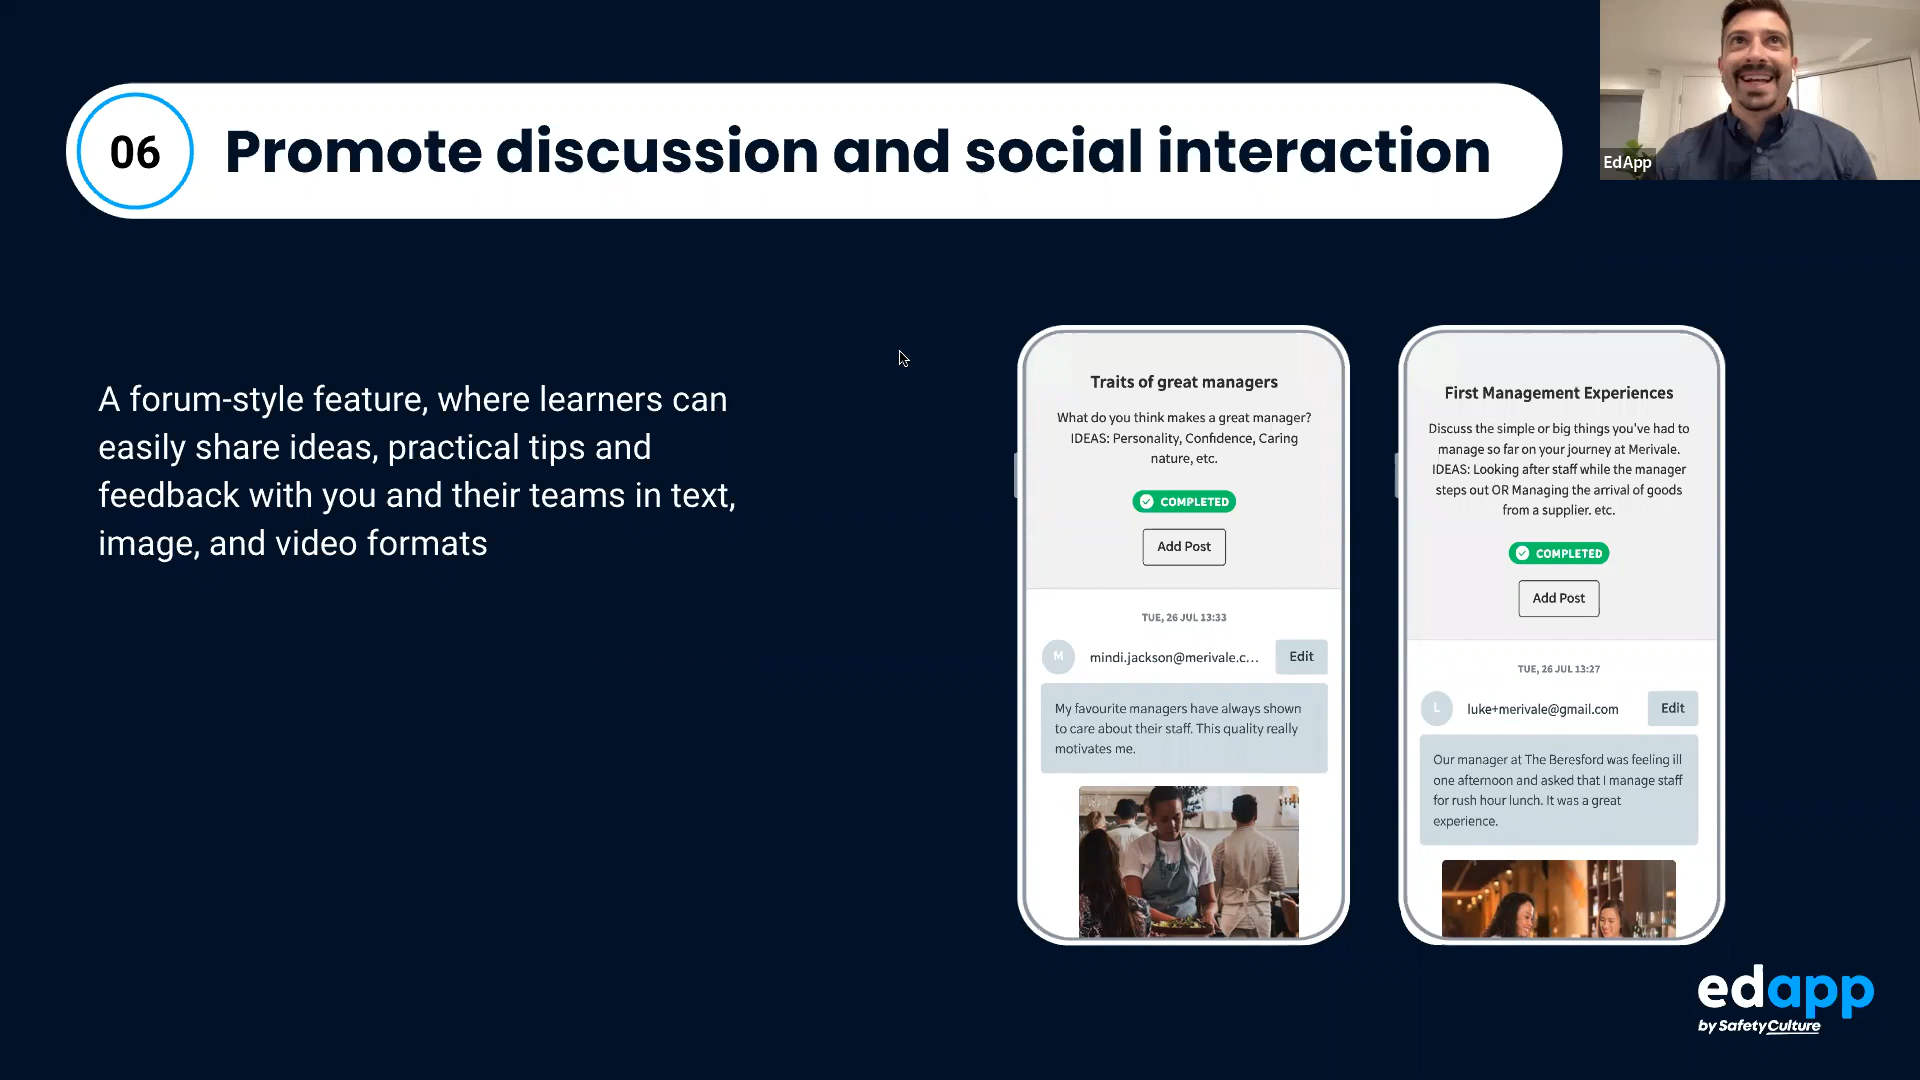 06
Promote discussion and social interaction
EdApp
A forum-style feature, where learners can
easily share ideas, practical tips and
feedback with you and their teams in text,
image, and video formats
Traits of great managers
What do you think makes a great manager?
IDEAS: Personality, Confidence, Caring
nature, etc.
COMPLETED
Add Post
TUE, 26 JUL 13:33
M
mindi.jackson@merivale.c...
Edit
My favourite managers have always shown
to care about their staff. This quality really
motivates me.
First Management Experiences
Discuss the simple or big things you've had to
manage so far on your journey at Merivale.
IDEAS: Looking after staff while the manager
steps out OR Managing the arrival of goods
from a supplier. etc.
COMPLETED
Add Post
TUE, 26 JUL 13:27
L
luke+merivale@gmail.com
Edit
Our manager at The Beresford was feeling ill
one afternoon and asked that I manage staff
for rush hour lunch. It was a great
experience.
edapp
by SafetyCulture